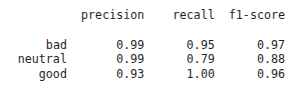 precision recall f1-score
bad 0.99 0.95 0.97
neutral 0.99 0.79 0.88
good 0.93 1.00 0.96